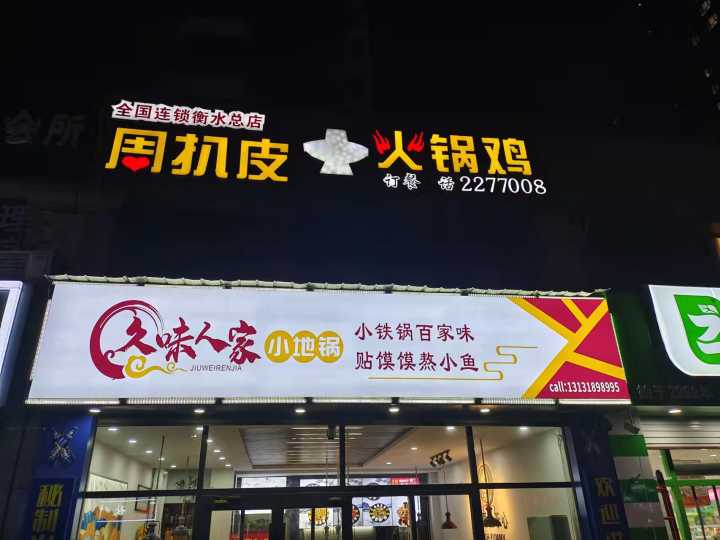 全国连锁衡水总店
周扒皮 火锅鸡
订餐 话 2277008
会所
久味人家
JIUWEIRENJIA
小地锅
小铁锅百家味
贴馍馍熬小鱼
call:13131898995
秘制
欢迎